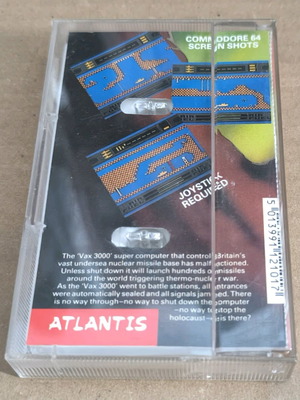 COMMODORE 64
SCREEN SHOTS
JOYSTICK
REQUIRED
The 'Vax 3000' super computer that controls Britain's
vast undersea nuclear missile base has malfunctioned.
Unless shut down it will launch hundreds of missiles
around the world triggering thermo-nuclear war.
As the 'Vax 3000' went to battle stations, all entrances
were automatically sealed and all signals jammed. There
is no way through—no way to shut down the computer
—no way to stop the
holocaust—or is there?
ATLANTIS
5 013991 121017